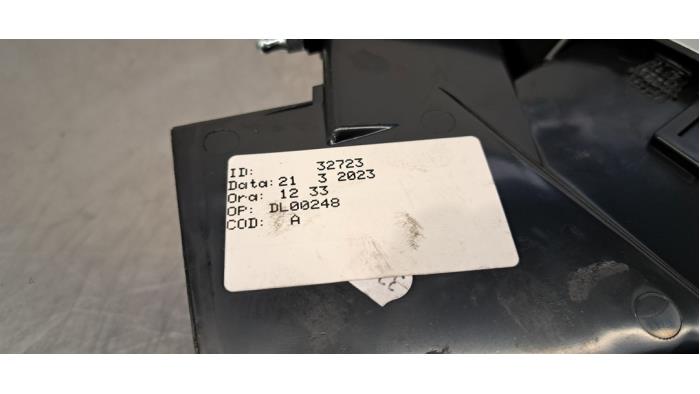 ID: 32723
Data: 21 3 2023
Ora: 12 33
OP: DL00248
COD: A